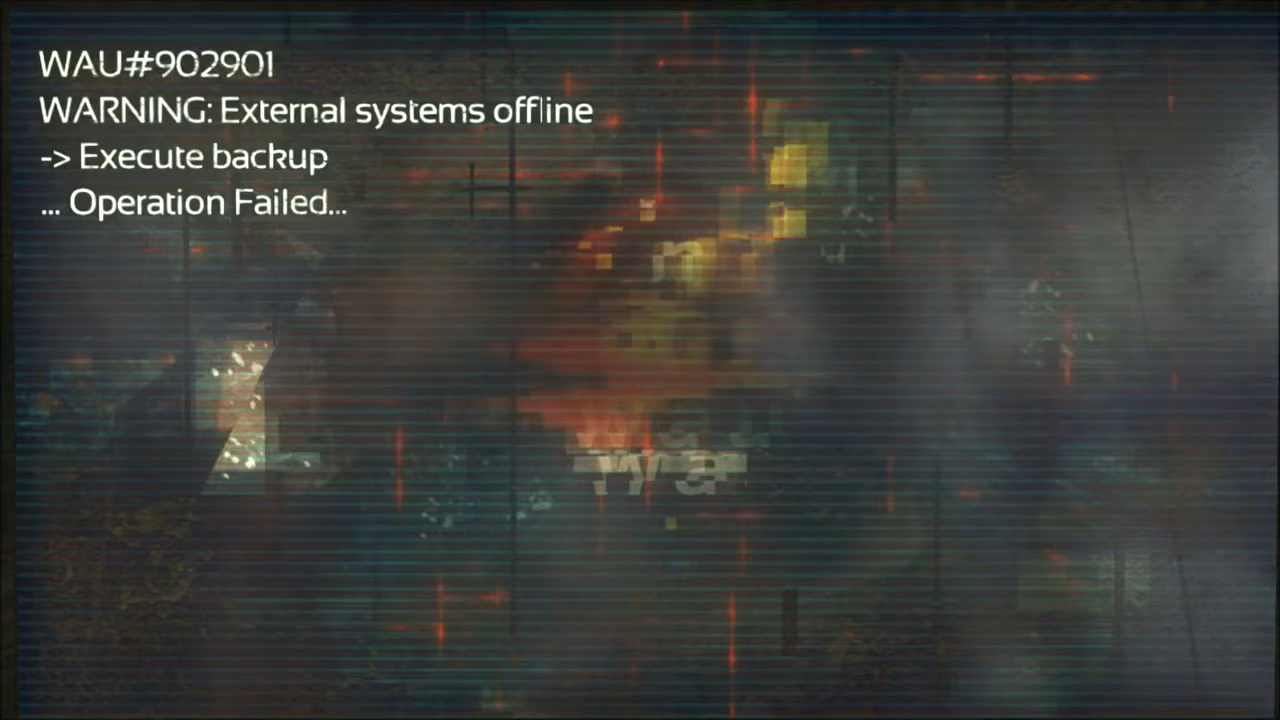 WAU#902901
WARNING: External systems offline
-> Execute backup
... Operation Failed...